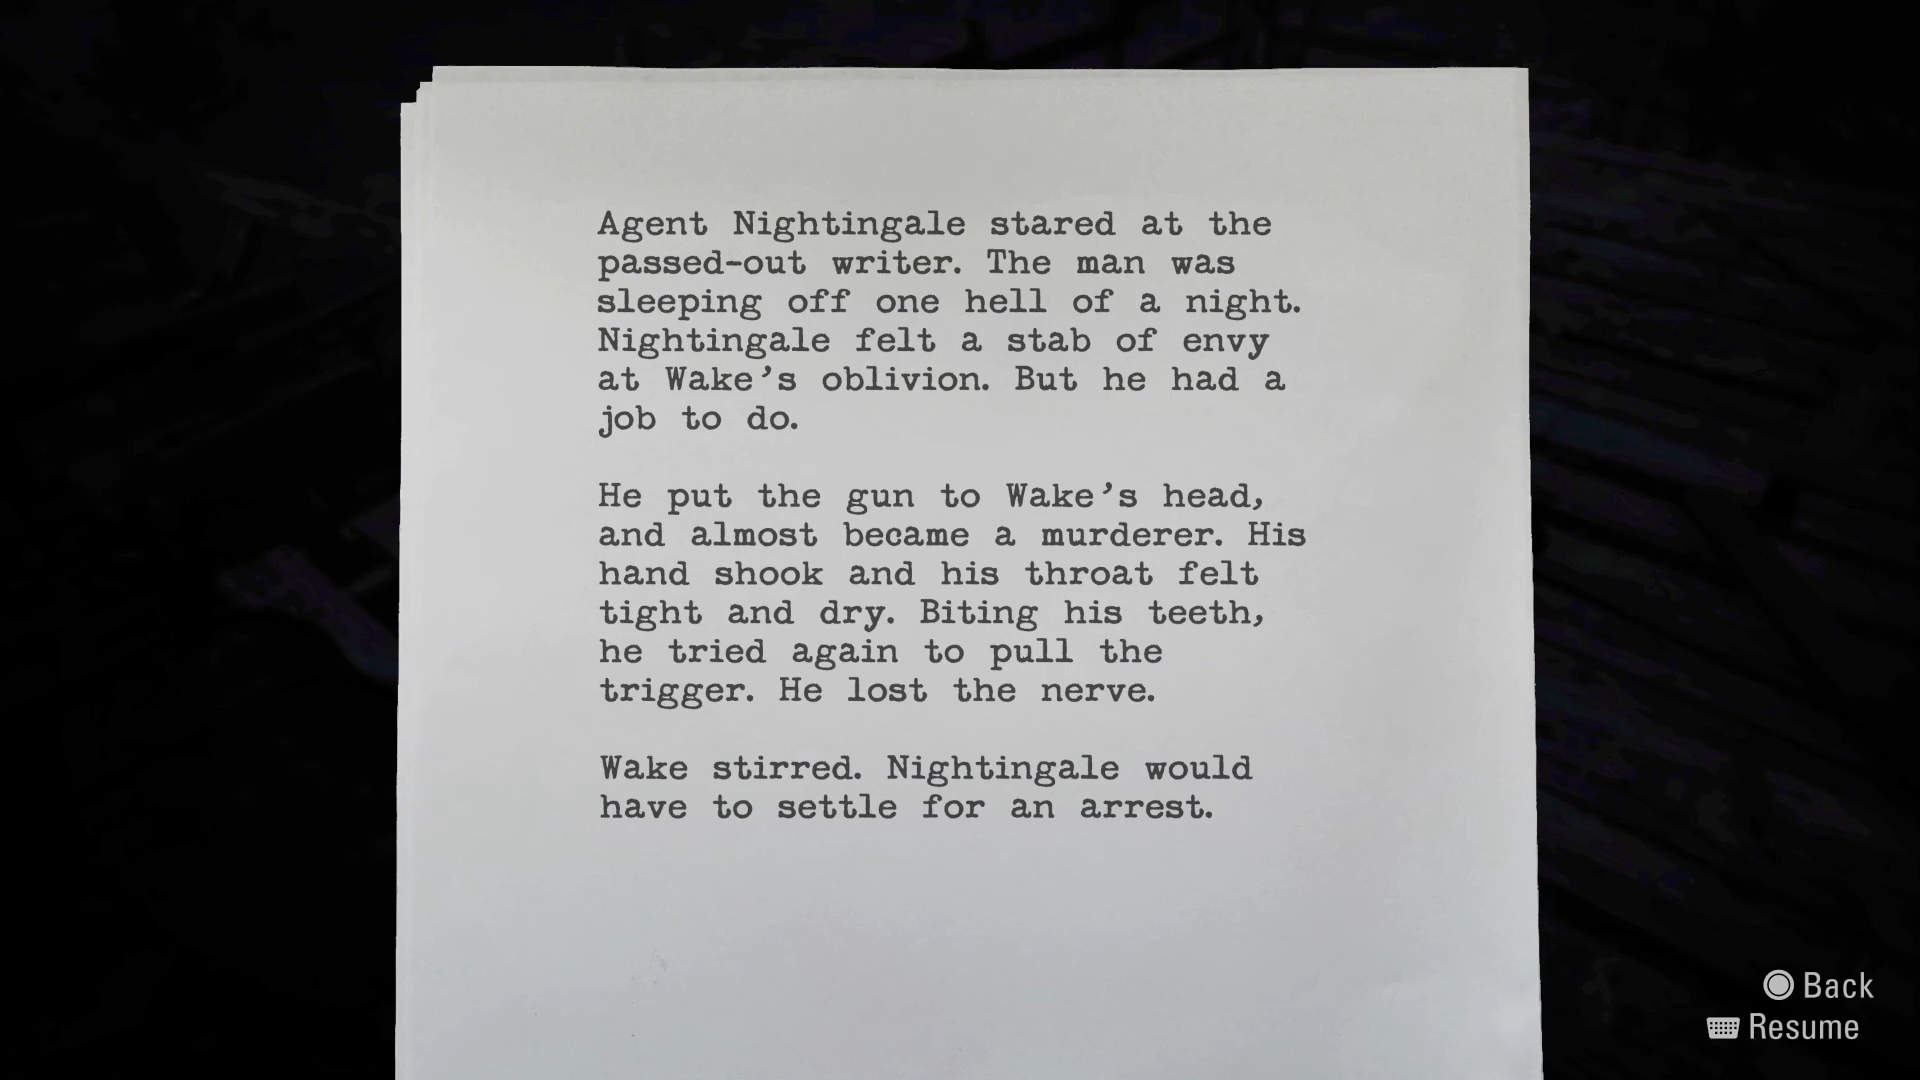 Agent Nightingale stared at the
passed-out writer. The man was
sleeping off one hell of a night.
Nightingale felt a stab of envy
at Wake’s oblivion. But he had a
job to do.
He put the gun to Wake’s head,
and almost became a murderer. His
hand shook and his throat felt
tight and dry. Biting his teeth,
he tried again to pull the
trigger. He lost the nerve.
Wake stirred. Nightingale would
have to settle for an arrest.
Back
Resume